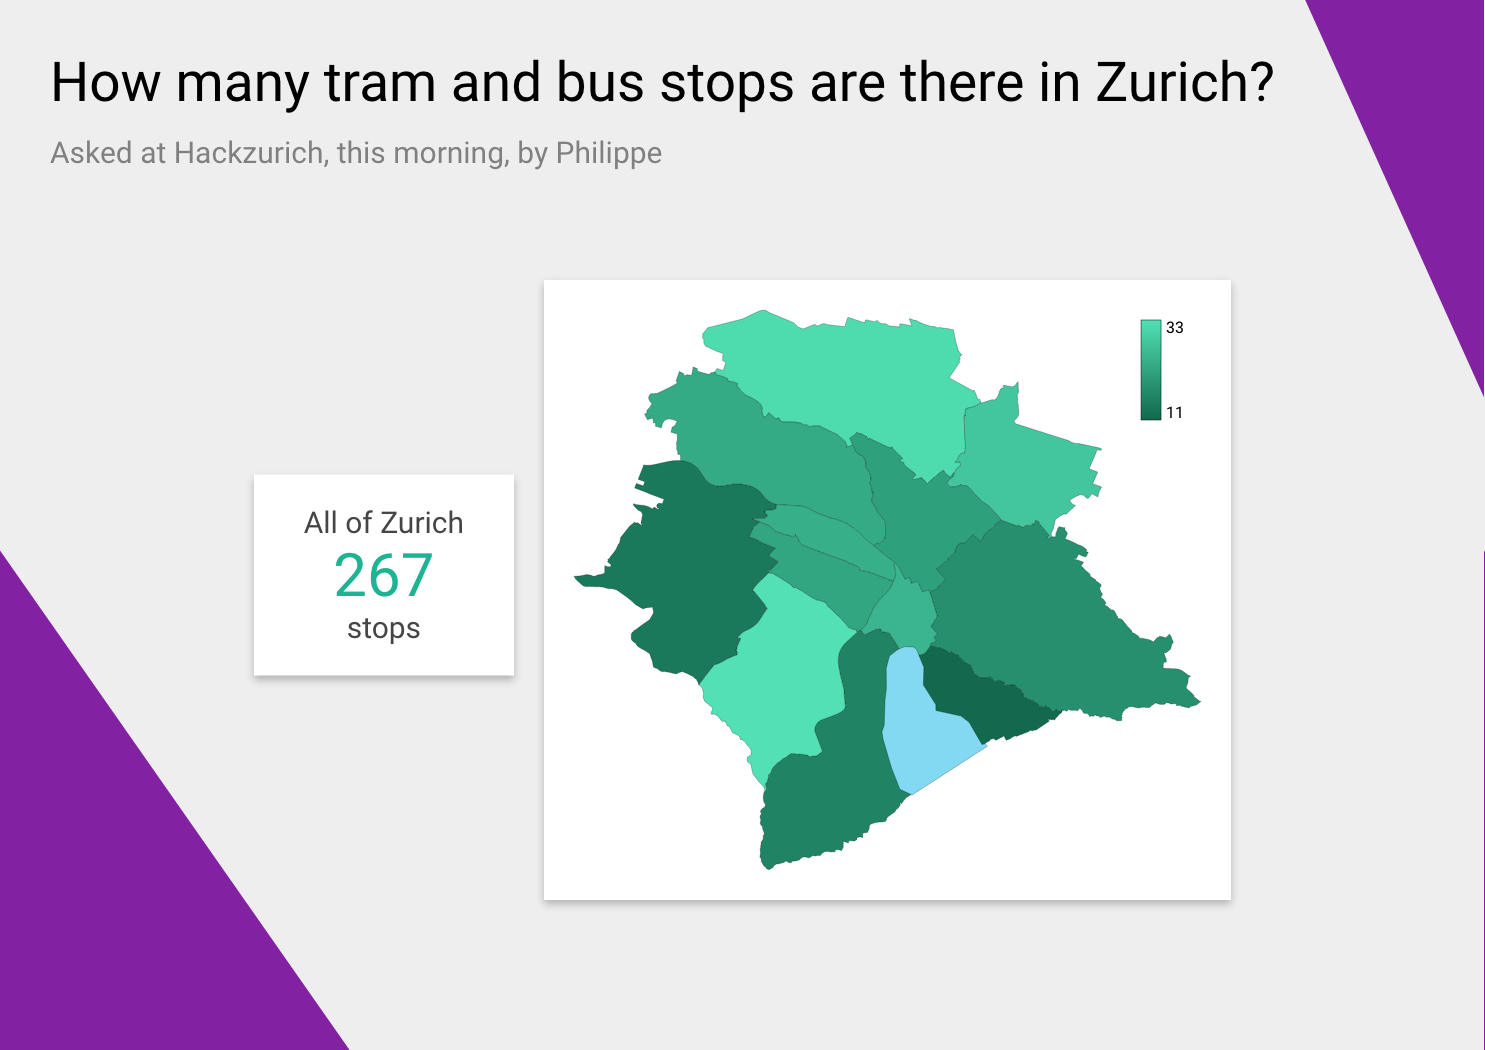 How many tram and bus stops are there in Zurich?
Asked at Hackzurich, this morning, by Philippe
All of Zurich
267
stops
33
11